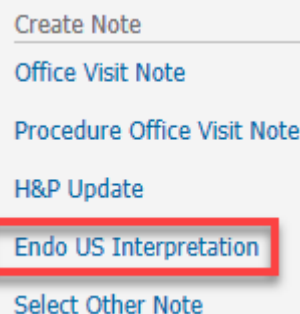 Create Note
Office Visit Note
Procedure Office Visit Note
H&P Update
Endo US Interpretation
Select Other Note